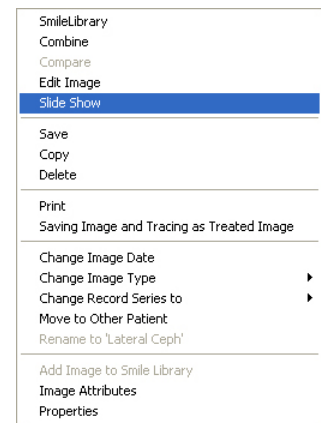 SmileLibrary
Combine
Compare
Edit Image
Slide Show
Save
Copy
Delete
Print
Saving Image and Tracing as Treated Image
Change Image Date
Change Image Type
Change Record Series to
Move to Other Patient
Rename to 'Lateral Ceph'
Add Image to Smile Library
Image Attributes
Properties